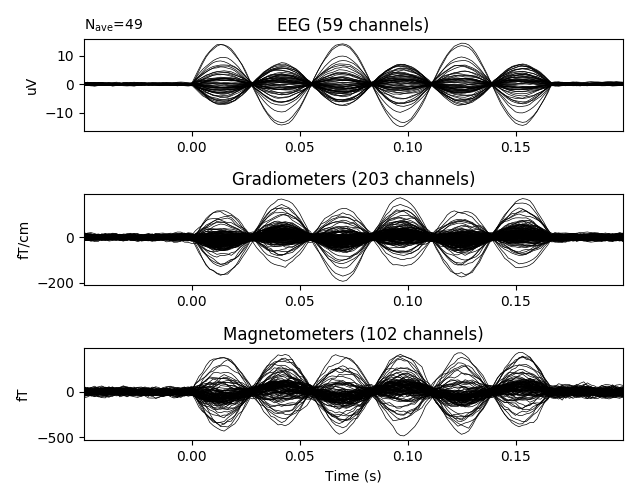 N_ave=49
EEG (59 channels)
10
0
−10
uV
0.00 0.05 0.10 0.15
Gradiometers (203 channels)
0
−200
fT/cm
0.00 0.05 0.10 0.15
Magnetometers (102 channels)
0
−500
fT
0.00 0.05 0.10 0.15
Time (s)